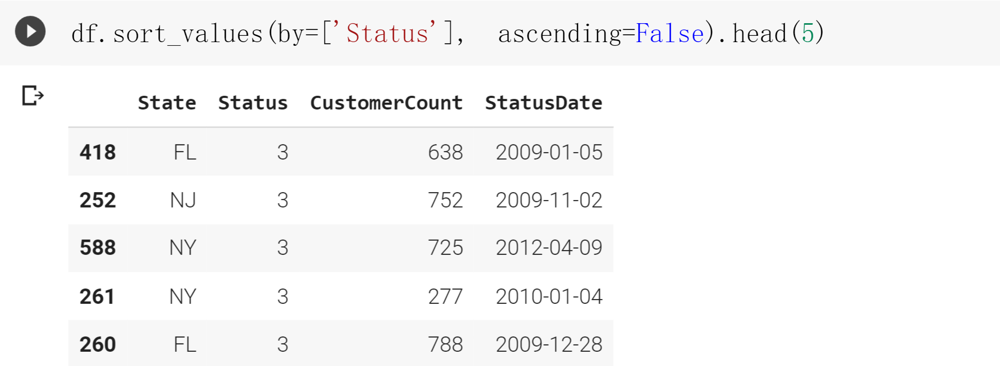 df.sort_values(by=['Status'],  ascending=False).head(5)
State Status CustomerCount StatusDate
418 FL 3 638 2009-01-05
252 NJ 3 752 2009-11-02
588 NY 3 725 2012-04-09
261 NY 3 277 2010-01-04
260 FL 3 788 2009-12-28